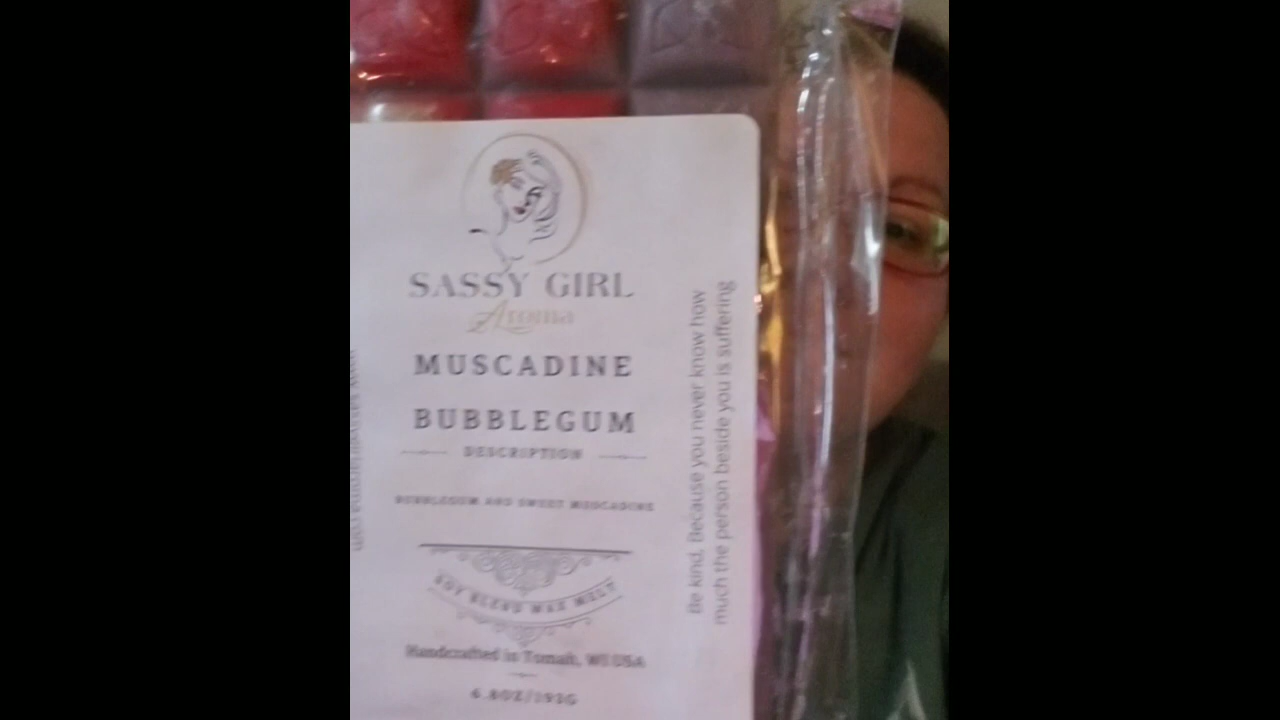 SASSY GIRL
Aroma
MUSCADINE
BUBBLEGUM
DESCRIPTION
BUBBLEGUM AND SWEET MUSCADINE
SOY BLEND WAX MELT
Handcrafted in Tomah, WI USA
Be kind. Because you never know how
much the person beside you is suffering